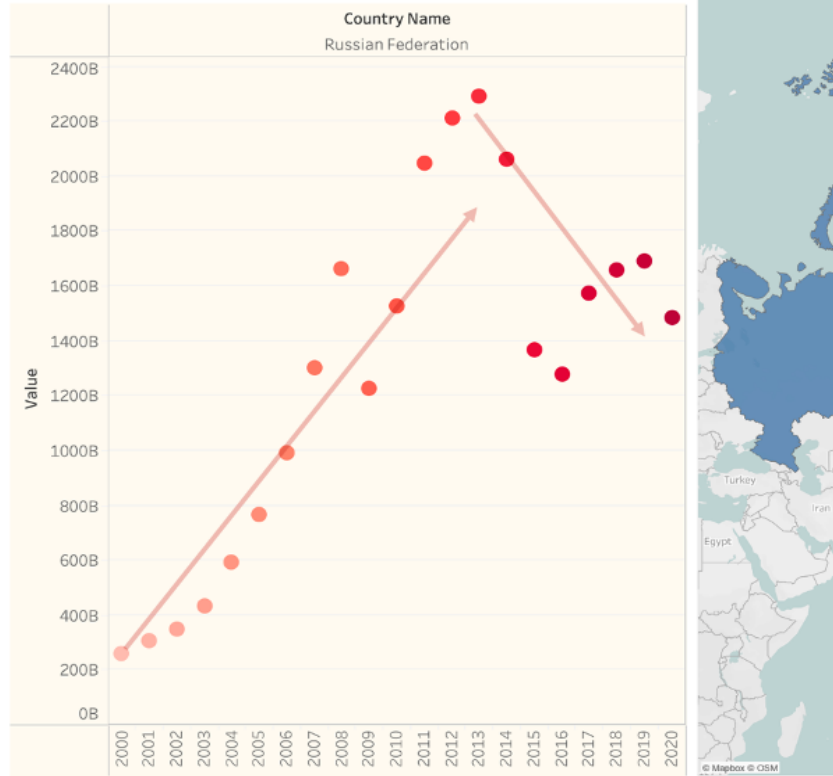 Country Name
Russian Federation
2400B
2200B
2000B
1800B
1600B
1400B
1200B
1000B
800B
600B
400B
200B
0B
Value
2000 2001 2002 2003 2004 2005 2006 2007 2008 2009 2010 2011 2012 2013 2014 2015 2016 2017 2018 2019 2020
Turkey
Iran
Egypt
© Mapbox © OSM